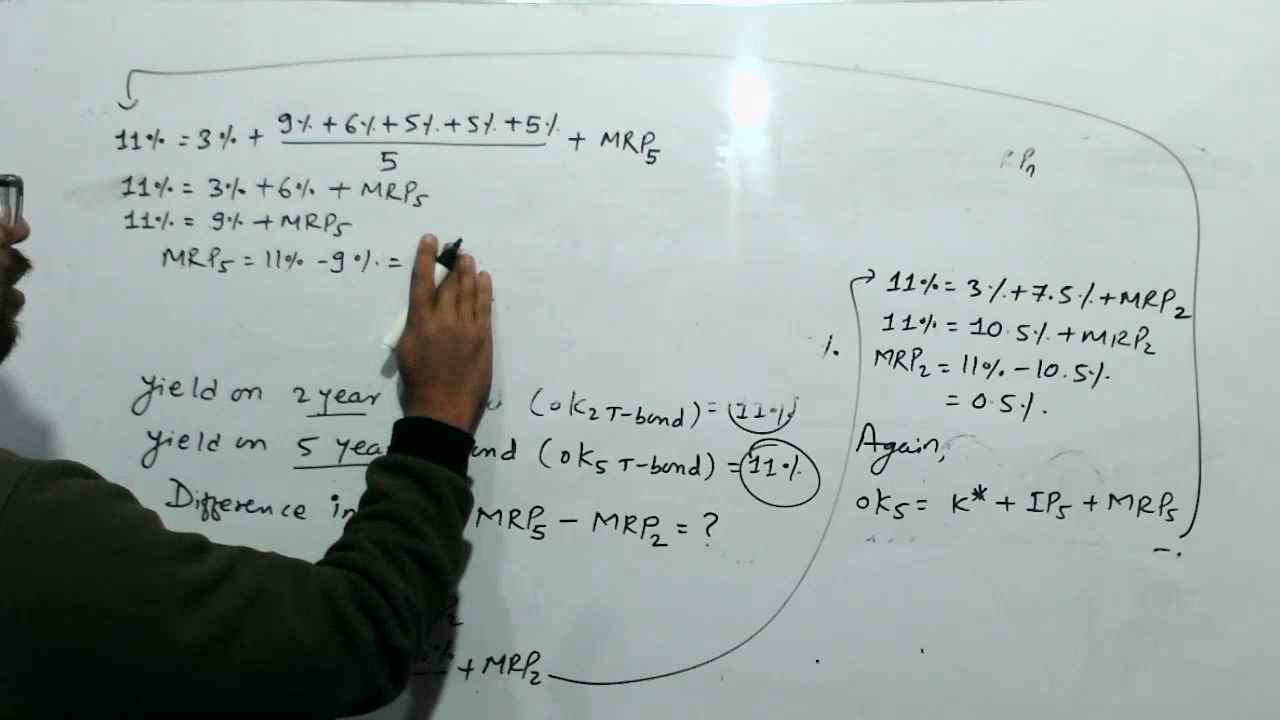 11% = 3% + 9% + 6% + 5% + 5% + 5% / 5 + MRP₅
11% = 3% + 6% + MRP₅
11% = 9% + MRP₅
MRP₅ = 11% - 9% =
Yield on 2 year (ok₂ T-bond) = 11%
Yield on 5 (ok₅ T-bond) = 11%
Difference in MRP₅ - MRP₂ = ?
+ MRP₂
11% = 3% + 7.5% + MRP₂
11% = 10.5% + MRP₂
MRP₂ = 11% - 10.5%
= 0.5%.
Again,
ok₅ = K* + IP₅ + MRP₅